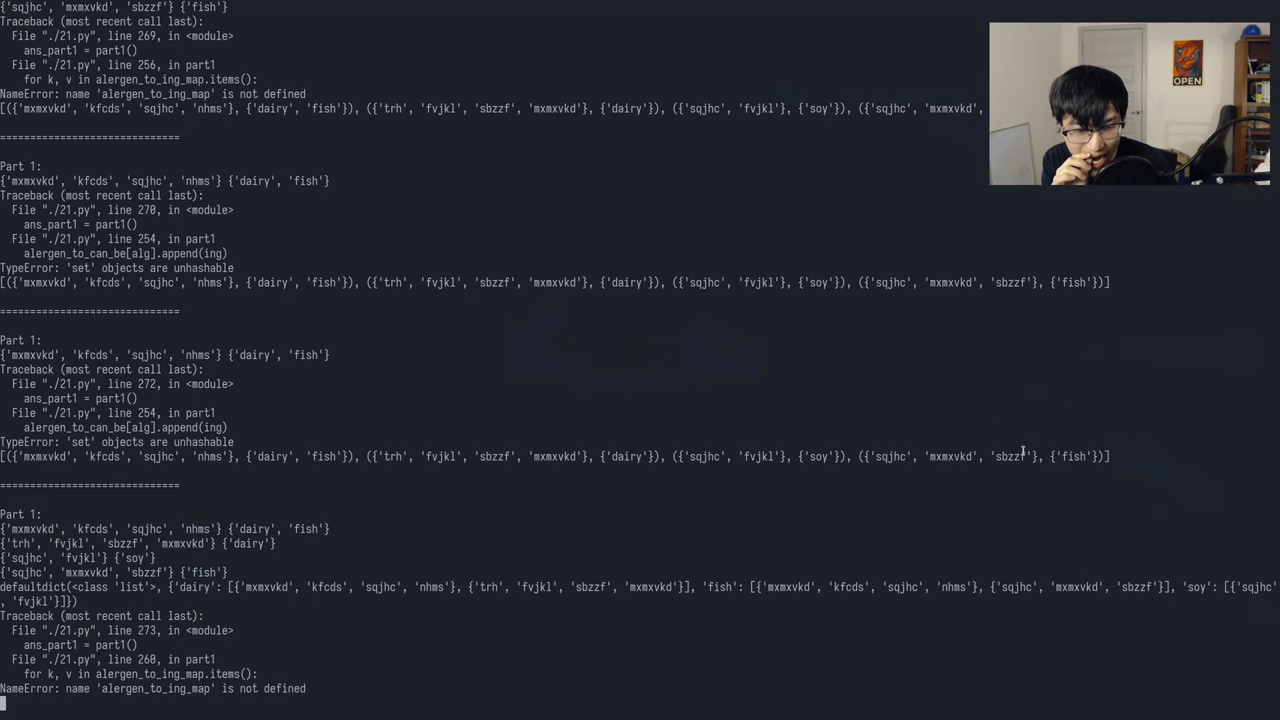 {'sqjhc', 'mxmxvkd', 'sbzzf'} {'fish'}
Traceback (most recent call last):
  File "./21.py", line 269, in <module>
    ans_part1 = part1()
  File "./21.py", line 256, in part1
    for k, v in alergen_to_ing_map.items():
NameError: name 'alergen_to_ing_map' is not defined
[({'mxmxvkd', 'kfcds', 'sqjhc', 'nhms'}, {'dairy', 'fish'}), ({'trh', 'fvjkl', 'sbzzf', 'mxmxvkd'}, {'dairy'}), ({'sqjhc', 'fvjkl'}, {'soy'}), ({'sqjhc', 'mxmxvkd',
OPEN
==============================
Part 1:
{'mxmxvkd', 'kfcds', 'sqjhc', 'nhms'} {'dairy', 'fish'}
Traceback (most recent call last):
  File "./21.py", line 270, in <module>
    ans_part1 = part1()
  File "./21.py", line 254, in part1
    alergen_to_can_be[alg].append(ing)
TypeError: 'set' objects are unhashable
[({'mxmxvkd', 'kfcds', 'sqjhc', 'nhms'}, {'dairy', 'fish'}), ({'trh', 'fvjkl', 'sbzzf', 'mxmxvkd'}, {'dairy'}), ({'sqjhc', 'fvjkl'}, {'soy'}), ({'sqjhc', 'mxmxvkd', 'sbzzf'}, {'fish'})]
==============================
Part 1:
{'mxmxvkd', 'kfcds', 'sqjhc', 'nhms'} {'dairy', 'fish'}
Traceback (most recent call last):
  File "./21.py", line 272, in <module>
    ans_part1 = part1()
  File "./21.py", line 254, in part1
    alergen_to_can_be[alg].append(ing)
TypeError: 'set' objects are unhashable
[({'mxmxvkd', 'kfcds', 'sqjhc', 'nhms'}, {'dairy', 'fish'}), ({'trh', 'fvjkl', 'sbzzf', 'mxmxvkd'}, {'dairy'}), ({'sqjhc', 'fvjkl'}, {'soy'}), ({'sqjhc', 'mxmxvkd', 'sbzzf'}, {'fish'})]
==============================
Part 1:
{'mxmxvkd', 'kfcds', 'sqjhc', 'nhms'} {'dairy', 'fish'}
{'trh', 'fvjkl', 'sbzzf', 'mxmxvkd'} {'dairy'}
{'sqjhc', 'fvjkl'} {'soy'}
{'sqjhc', 'mxmxvkd', 'sbzzf'} {'fish'}
defaultdict(<class 'list'>, {'dairy': [{'mxmxvkd', 'kfcds', 'sqjhc', 'nhms'}, {'trh', 'fvjkl', 'sbzzf', 'mxmxvkd'}], 'fish': [{'mxmxvkd', 'kfcds', 'sqjhc', 'nhms'}, {'sqjhc', 'mxmxvkd', 'sbzzf'}], 'soy': [{'sqjhc'
, 'fvjkl'}]})
Traceback (most recent call last):
  File "./21.py", line 273, in <module>
    ans_part1 = part1()
  File "./21.py", line 260, in part1
    for k, v in alergen_to_ing_map.items():
NameError: name 'alergen_to_ing_map' is not defined